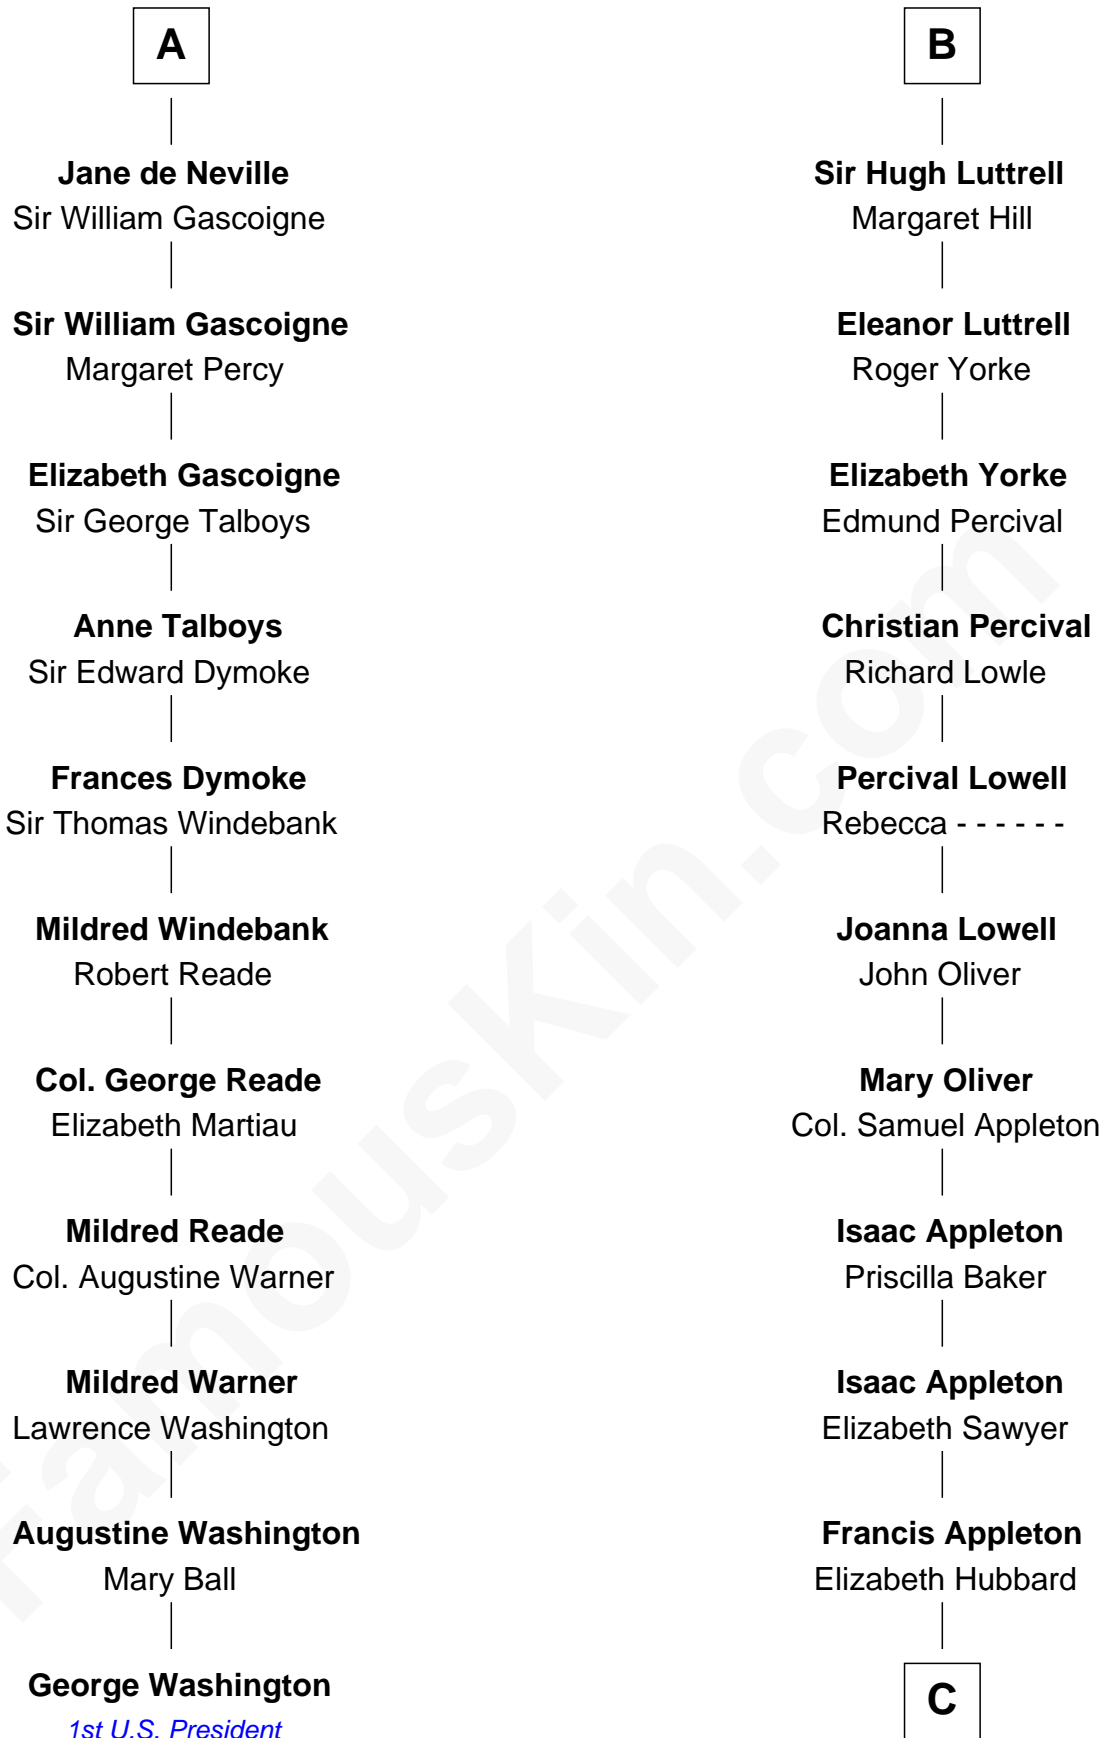 A
Jane de Neville
Sir William Gascoigne
Sir William Gascoigne
Margaret Percy
Elizabeth Gascoigne
Sir George Talboys
Anne Talboys
Sir Edward Dymoke
Frances Dymoke
Sir Thomas Windebank
Mildred Windebank
Robert Reade
Col. George Reade
Elizabeth Martiau
Mildred Reade
Col. Augustine Warner
Mildred Warner
Lawrence Washington
Augustine Washington
Mary Ball
George Washington
1st U.S. President
B
Sir Hugh Luttrell
Margaret Hill
Eleanor Luttrell
Roger Yorke
Elizabeth Yorke
Edmund Percival
Christian Percival
Richard Lowle
Percival Lowell
Rebecca - - - - - -
Joanna Lowell
John Oliver
Mary Oliver
Col. Samuel Appleton
Isaac Appleton
Priscilla Baker
Isaac Appleton
Elizabeth Sawyer
Francis Appleton
Elizabeth Hubbard
C
FamousKin.com